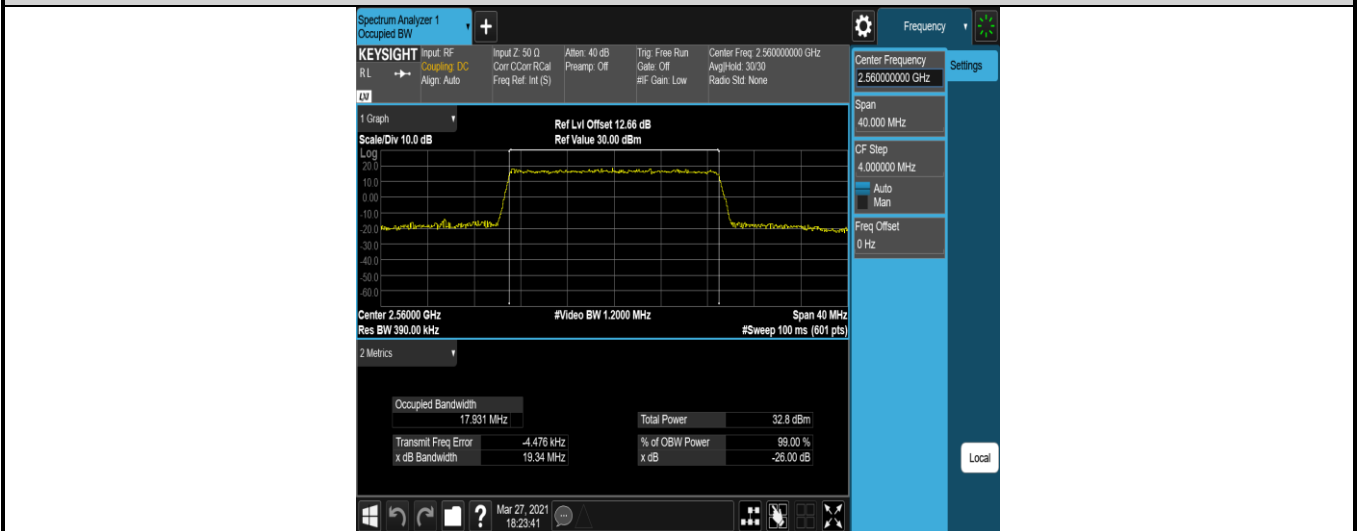 Spectrum Analyzer 1
Occupied BW
+
Frequency
KEYSIGHT Input: RF Input Z: 50 Ω Atten: 40 dB Trig: Free Run Center Freq: 2.560000000 GHz
RL Coupling: DC Corr CCorr RCal Preamp: Off Gate: Off Avg|Hold: 30/30
Align: Auto Freq Ref: Int (S) #IF Gain: Low Radio Std: None
LXI
Center Frequency
2.560000000 GHz
Settings
Span
40.000 MHz
CF Step
4.000000 MHz
Auto
Man
Freq Offset
0 Hz
1 Graph
Ref Lvl Offset 12.66 dB
Scale/Div 10.0 dB Ref Value 30.00 dBm
Log
20.0
10.0
0.00
-10.0
-20.0
-30.0
-40.0
-50.0
-60.0
Center 2.56000 GHz #Video BW 1.2000 MHz Span 40 MHz
Res BW 390.00 kHz #Sweep 100 ms (601 pts)
2 Metrics
Occupied Bandwidth
17.931 MHz Total Power 32.8 dBm
Transmit Freq Error -4.476 kHz % of OBW Power 99.00 %
x dB Bandwidth 19.34 MHz x dB -26.00 dB
Local
? Mar 27, 2021
18:23:41